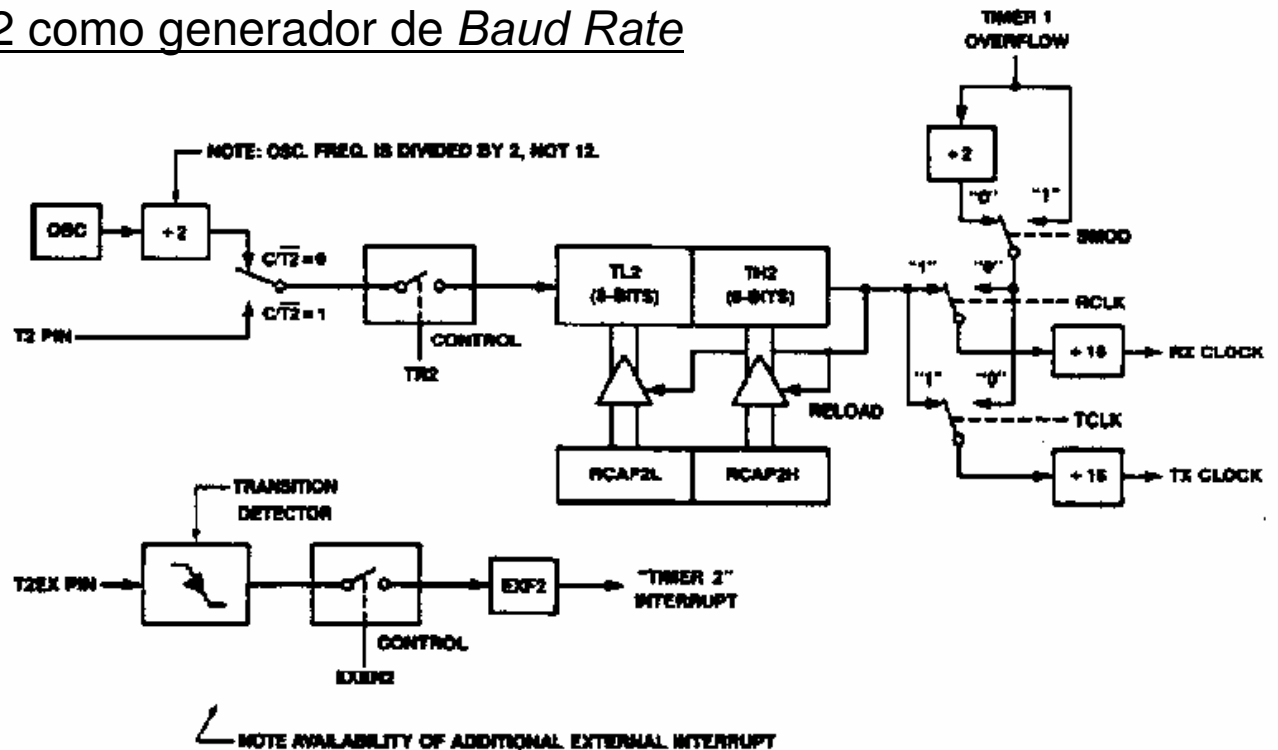 2 como generador de Baud Rate
TIMER 1
OVERFLOW
NOTE: OSC. FREQ. IS DIVIDED BY 2, NOT 12.
÷ 2
"0"
"1"
SMOD
OSC
÷ 2
C/T2 = 0
C/T2 = 1
T2 PIN
CONTROL
TR2
TL2
(8-BITS)
TH2
(8-BITS)
"1"
"0"
RCLK
÷ 16
RX CLOCK
"1"
"0"
TCLK
÷ 16
TX CLOCK
RELOAD
RCAP2L
RCAP2H
TRANSITION
DETECTOR
T2EX PIN
CONTROL
EXEN2
EXF2
"TIMER 2"
INTERRUPT
NOTE AVAILABILITY OF ADDITIONAL EXTERNAL INTERRUPT